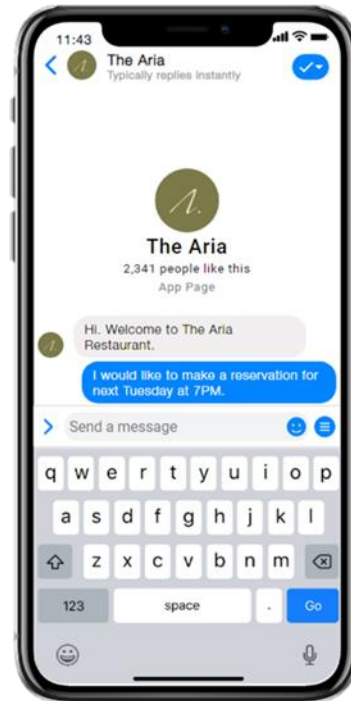 11:43
The Aria
Typically replies instantly
A.
The Aria
2,341 people like this
App Page
Hi. Welcome to The Aria
Restaurant.
I would like to make a reservation for
next Tuesday at 7PM.
Send a message
q w e r t y u i o p
a s d f g h j k l
z x c v b n m
123 space . Go